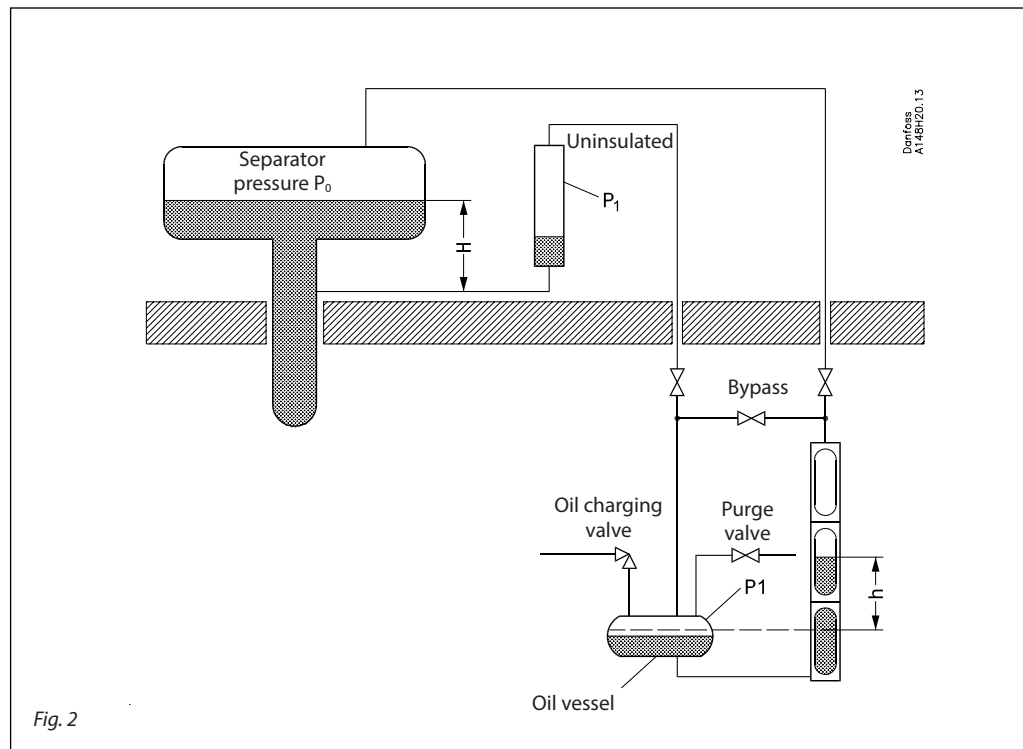 Danfoss
A148H20.13
Uninsulated
Separator
pressure P₀
P₁
H
Bypass
Oil charging
valve
Purge
valve
P1
h
Oil vessel
Fig. 2